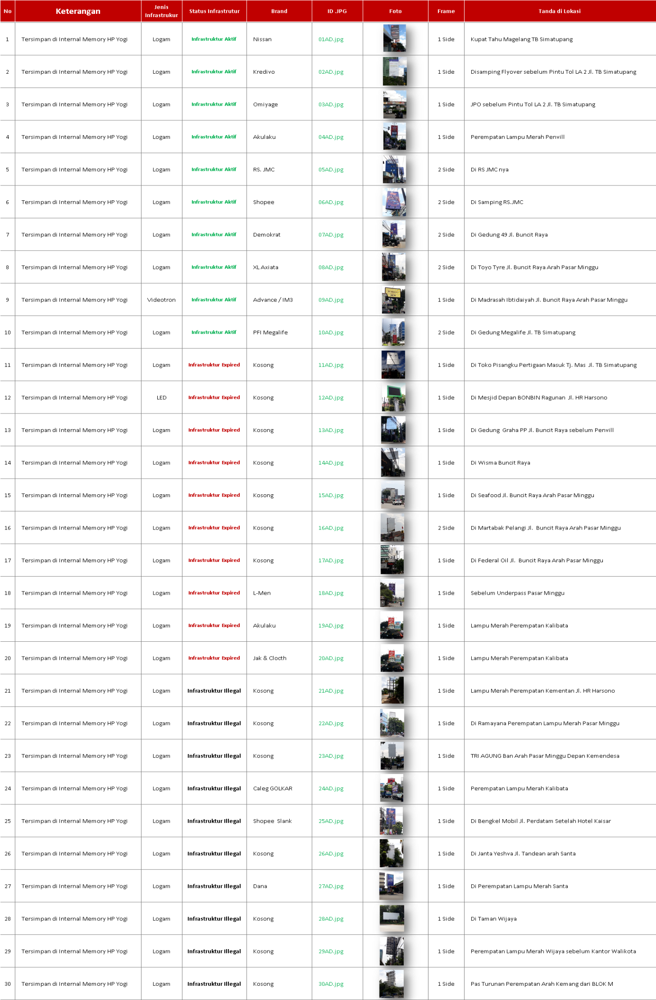 No Keterangan Jenis Infrastrukur Status Infrastrutur Brand ID .JPG Foto Frame Tanda di Lokasi
1 Tersimpan di Internal Memory HP Yogi Logam Infrastruktur Aktif Nissan 01AD.jpg 1 Side Kupat Tahu Magelang TB Simatupang
2 Tersimpan di Internal Memory HP Yogi Logam Infrastruktur Aktif Kredivo 02AD.jpg 1 Side Disamping Flyover sebelum Pintu Tol LA 2 Jl. TB Simatupang
3 Tersimpan di Internal Memory HP Yogi Logam Infrastruktur Aktif Omiyage 03AD.jpg 1 Side JPO sebelum Pintu Tol LA 2 Jl. TB Simatupang
4 Tersimpan di Internal Memory HP Yogi Logam Infrastruktur Aktif Akulaku 04AD.jpg 1 Side Perempatan Lampu Merah Penvill
5 Tersimpan di Internal Memory HP Yogi Logam Infrastruktur Aktif RS. JMC 05AD.jpg 2 Side Di RS JMC nya
6 Tersimpan di Internal Memory HP Yogi Logam Infrastruktur Aktif Shopee 06AD.jpg 2 Side Di Samping RS.JMC
7 Tersimpan di Internal Memory HP Yogi Logam Infrastruktur Aktif Demokrat 07AD.jpg 2 Side Di Gedung 49 Jl. Buncit Raya
8 Tersimpan di Internal Memory HP Yogi Logam Infrastruktur Aktif XL Axiata 08AD.jpg 2 Side Di Toyo Tyre Jl. Buncit Raya Arah Pasar Minggu
9 Tersimpan di Internal Memory HP Yogi Videotron Infrastruktur Aktif Advance / IM3 09AD.jpg 1 Side Di Madrasah Ibtidaiyah Jl. Buncit Raya Arah Pasar Minggu
10 Tersimpan di Internal Memory HP Yogi Logam Infrastruktur Aktif PFI Megalife 10AD.jpg 2 Side Di Gedung Megalife Jl. TB Simatupang
11 Tersimpan di Internal Memory HP Yogi Logam Infrastruktur Expired Kosong 11AD.jpg 1 Side Di Toko Pisangku Pertigaan Masuk Tj. Mas Jl. TB Simatupang
12 Tersimpan di Internal Memory HP Yogi LED Infrastruktur Expired Kosong 12AD.jpg 1 Side Di Mesjid Depan BONBIN Ragunan Jl. HR Harsono
13 Tersimpan di Internal Memory HP Yogi Logam Infrastruktur Expired Kosong 13AD.jpg 1 Side Di Gedung Graha PP Jl. Buncit Raya sebelum Penvill
14 Tersimpan di Internal Memory HP Yogi Logam Infrastruktur Expired Kosong 14AD.jpg 1 Side Di Wisma Buncit Raya
15 Tersimpan di Internal Memory HP Yogi Logam Infrastruktur Expired Kosong 15AD.jpg 1 Side Di Seafood Jl. Buncit Raya Arah Pasar Minggu
16 Tersimpan di Internal Memory HP Yogi Logam Infrastruktur Expired Kosong 16AD.jpg 2 Side Di Martabak Pelangi Jl. Buncit Raya Arah Pasar Minggu
17 Tersimpan di Internal Memory HP Yogi Logam Infrastruktur Expired Kosong 17AD.jpg 1 Side Di Federal Oil Jl. Buncit Raya Arah Pasar Minggu
18 Tersimpan di Internal Memory HP Yogi Logam Infrastruktur Expired L-Men 18AD.jpg 1 Side Sebelum Underpass Pasar Minggu
19 Tersimpan di Internal Memory HP Yogi Logam Infrastruktur Expired Akulaku 19AD.jpg 1 Side Lampu Merah Perempatan Kalibata
20 Tersimpan di Internal Memory HP Yogi Logam Infrastruktur Expired Jak & Clocth 20AD.jpg 1 Side Lampu Merah Perempatan Kalibata
21 Tersimpan di Internal Memory HP Yogi Logam Infrastruktur Illegal Kosong 21AD.jpg 1 Side Lampu Merah Perempatan Kementan Jl. HR Harsono
22 Tersimpan di Internal Memory HP Yogi Logam Infrastruktur Illegal Kosong 22AD.jpg 1 Side Di Ramayana Perempatan Lampu Merah Pasar Minggu
23 Tersimpan di Internal Memory HP Yogi Logam Infrastruktur Illegal Kosong 23AD.jpg 1 Side TRI AGUNG Ban Arah Pasar Minggu Depan Kemendesa
24 Tersimpan di Internal Memory HP Yogi Logam Infrastruktur Illegal Caleg GOLKAR 24AD.jpg 1 Side Perempatan Lampu Merah Kalibata
25 Tersimpan di Internal Memory HP Yogi Logam Infrastruktur Illegal Shopee Slank 25AD.jpg 1 Side Di Bengkel Mobil Jl. Perdatam Setelah Hotel Kaisar
26 Tersimpan di Internal Memory HP Yogi Logam Infrastruktur Illegal Kosong 26AD.jpg 1 Side Di Janta Yeshva Jl. Tandean arah Santa
27 Tersimpan di Internal Memory HP Yogi Logam Infrastruktur Illegal Dana 27AD.jpg 1 Side Di Perempatan Lampu Merah Santa
28 Tersimpan di Internal Memory HP Yogi Logam Infrastruktur Illegal Kosong 28AD.jpg 1 Side Di Taman Wijaya
29 Tersimpan di Internal Memory HP Yogi Logam Infrastruktur Illegal Kosong 29AD.jpg 1 Side Perempatan Lampu Merah Wijaya sebelum Kantor Walikota
30 Tersimpan di Internal Memory HP Yogi Logam Infrastruktur Illegal Kosong 30AD.jpg 1 Side Pas Turunan Perempatan Arah Kemang dari BLOK M